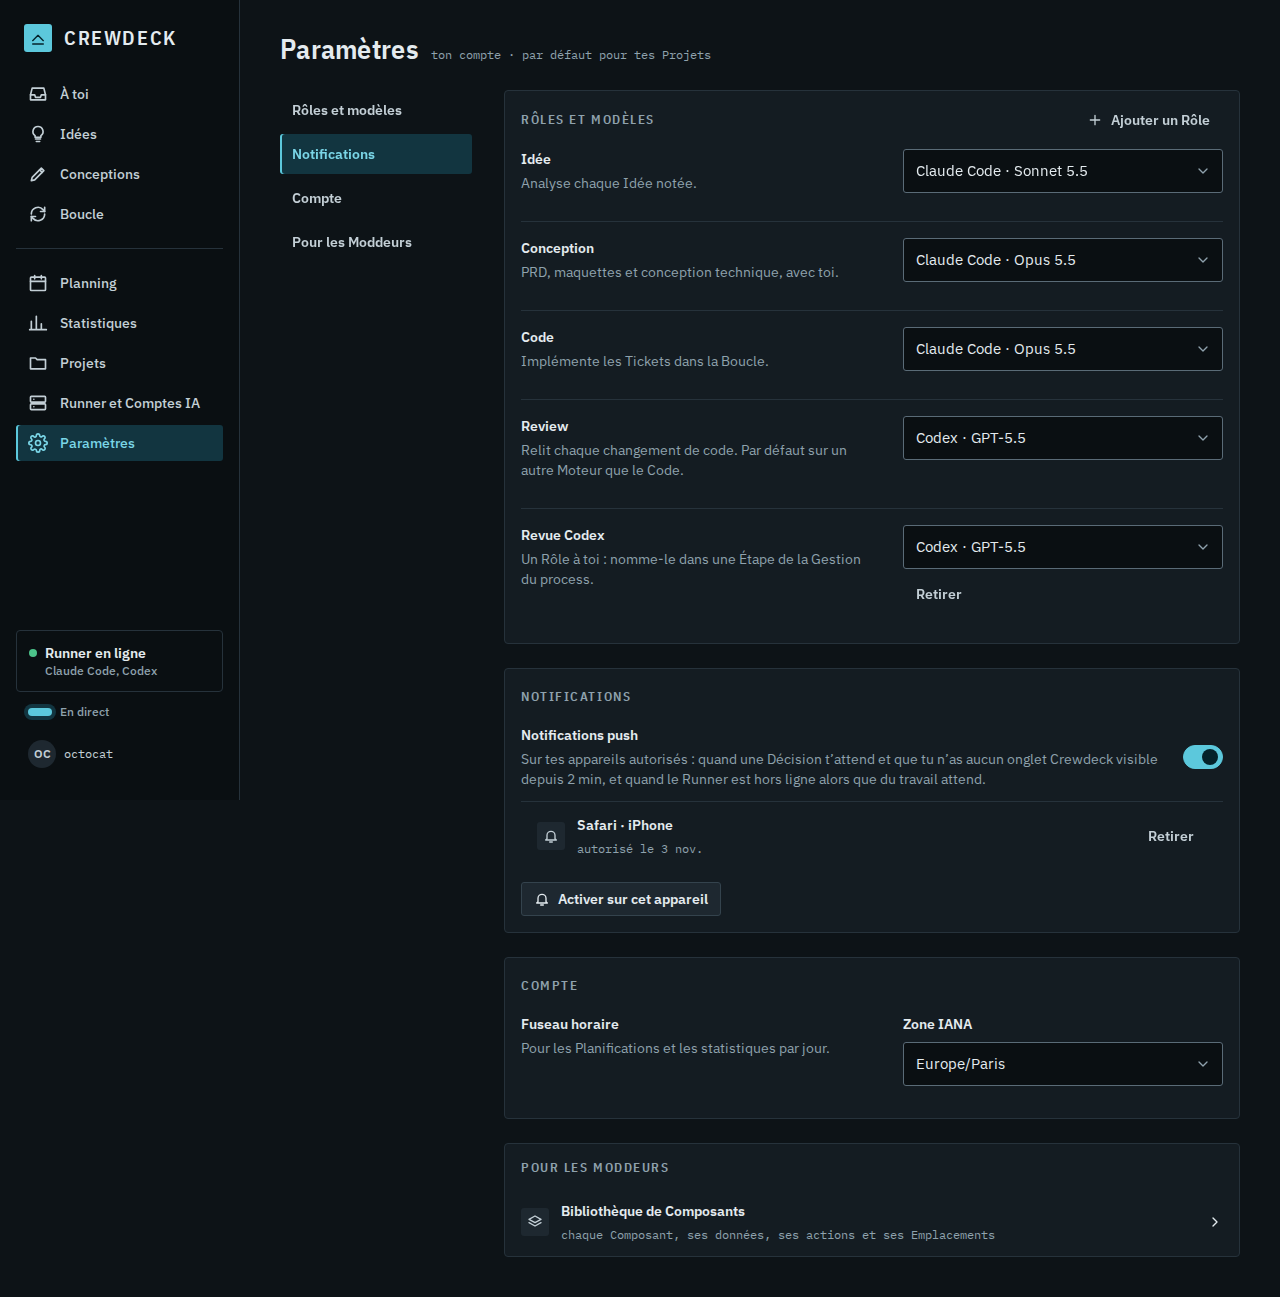 CREWDECK
À toi
Idées
Conceptions
Boucle
Planning
Statistiques
Projets
Runner et Comptes IA
Paramètres
Runner en ligne
Claude Code, Codex
En direct
OC octocat
Paramètres ton compte · par défaut pour tes Projets
Rôles et modèles
Notifications
Compte
Pour les Moddeurs
RÔLES ET MODÈLES
Ajouter un Rôle
Idée
Analyse chaque Idée notée.
Claude Code · Sonnet 5.5
Conception
PRD, maquettes et conception technique, avec toi.
Claude Code · Opus 5.5
Code
Implémente les Tickets dans la Boucle.
Claude Code · Opus 5.5
Review
Relit chaque changement de code. Par défaut sur un
autre Moteur que le Code.
Codex · GPT-5.5
Revue Codex
Un Rôle à toi : nomme-le dans une Étape de la Gestion
du process.
Codex · GPT-5.5
Retirer
NOTIFICATIONS
Notifications push
Sur tes appareils autorisés : quand une Décision t’attend et que tu n’as aucun onglet Crewdeck visible
depuis 2 min, et quand le Runner est hors ligne alors que du travail attend.
Safari · iPhone
autorisé le 3 nov.
Retirer
Activer sur cet appareil
COMPTE
Fuseau horaire
Pour les Planifications et les statistiques par jour.
Zone IANA
Europe/Paris
POUR LES MODDEURS
Bibliothèque de Composants
chaque Composant, ses données, ses actions et ses Emplacements